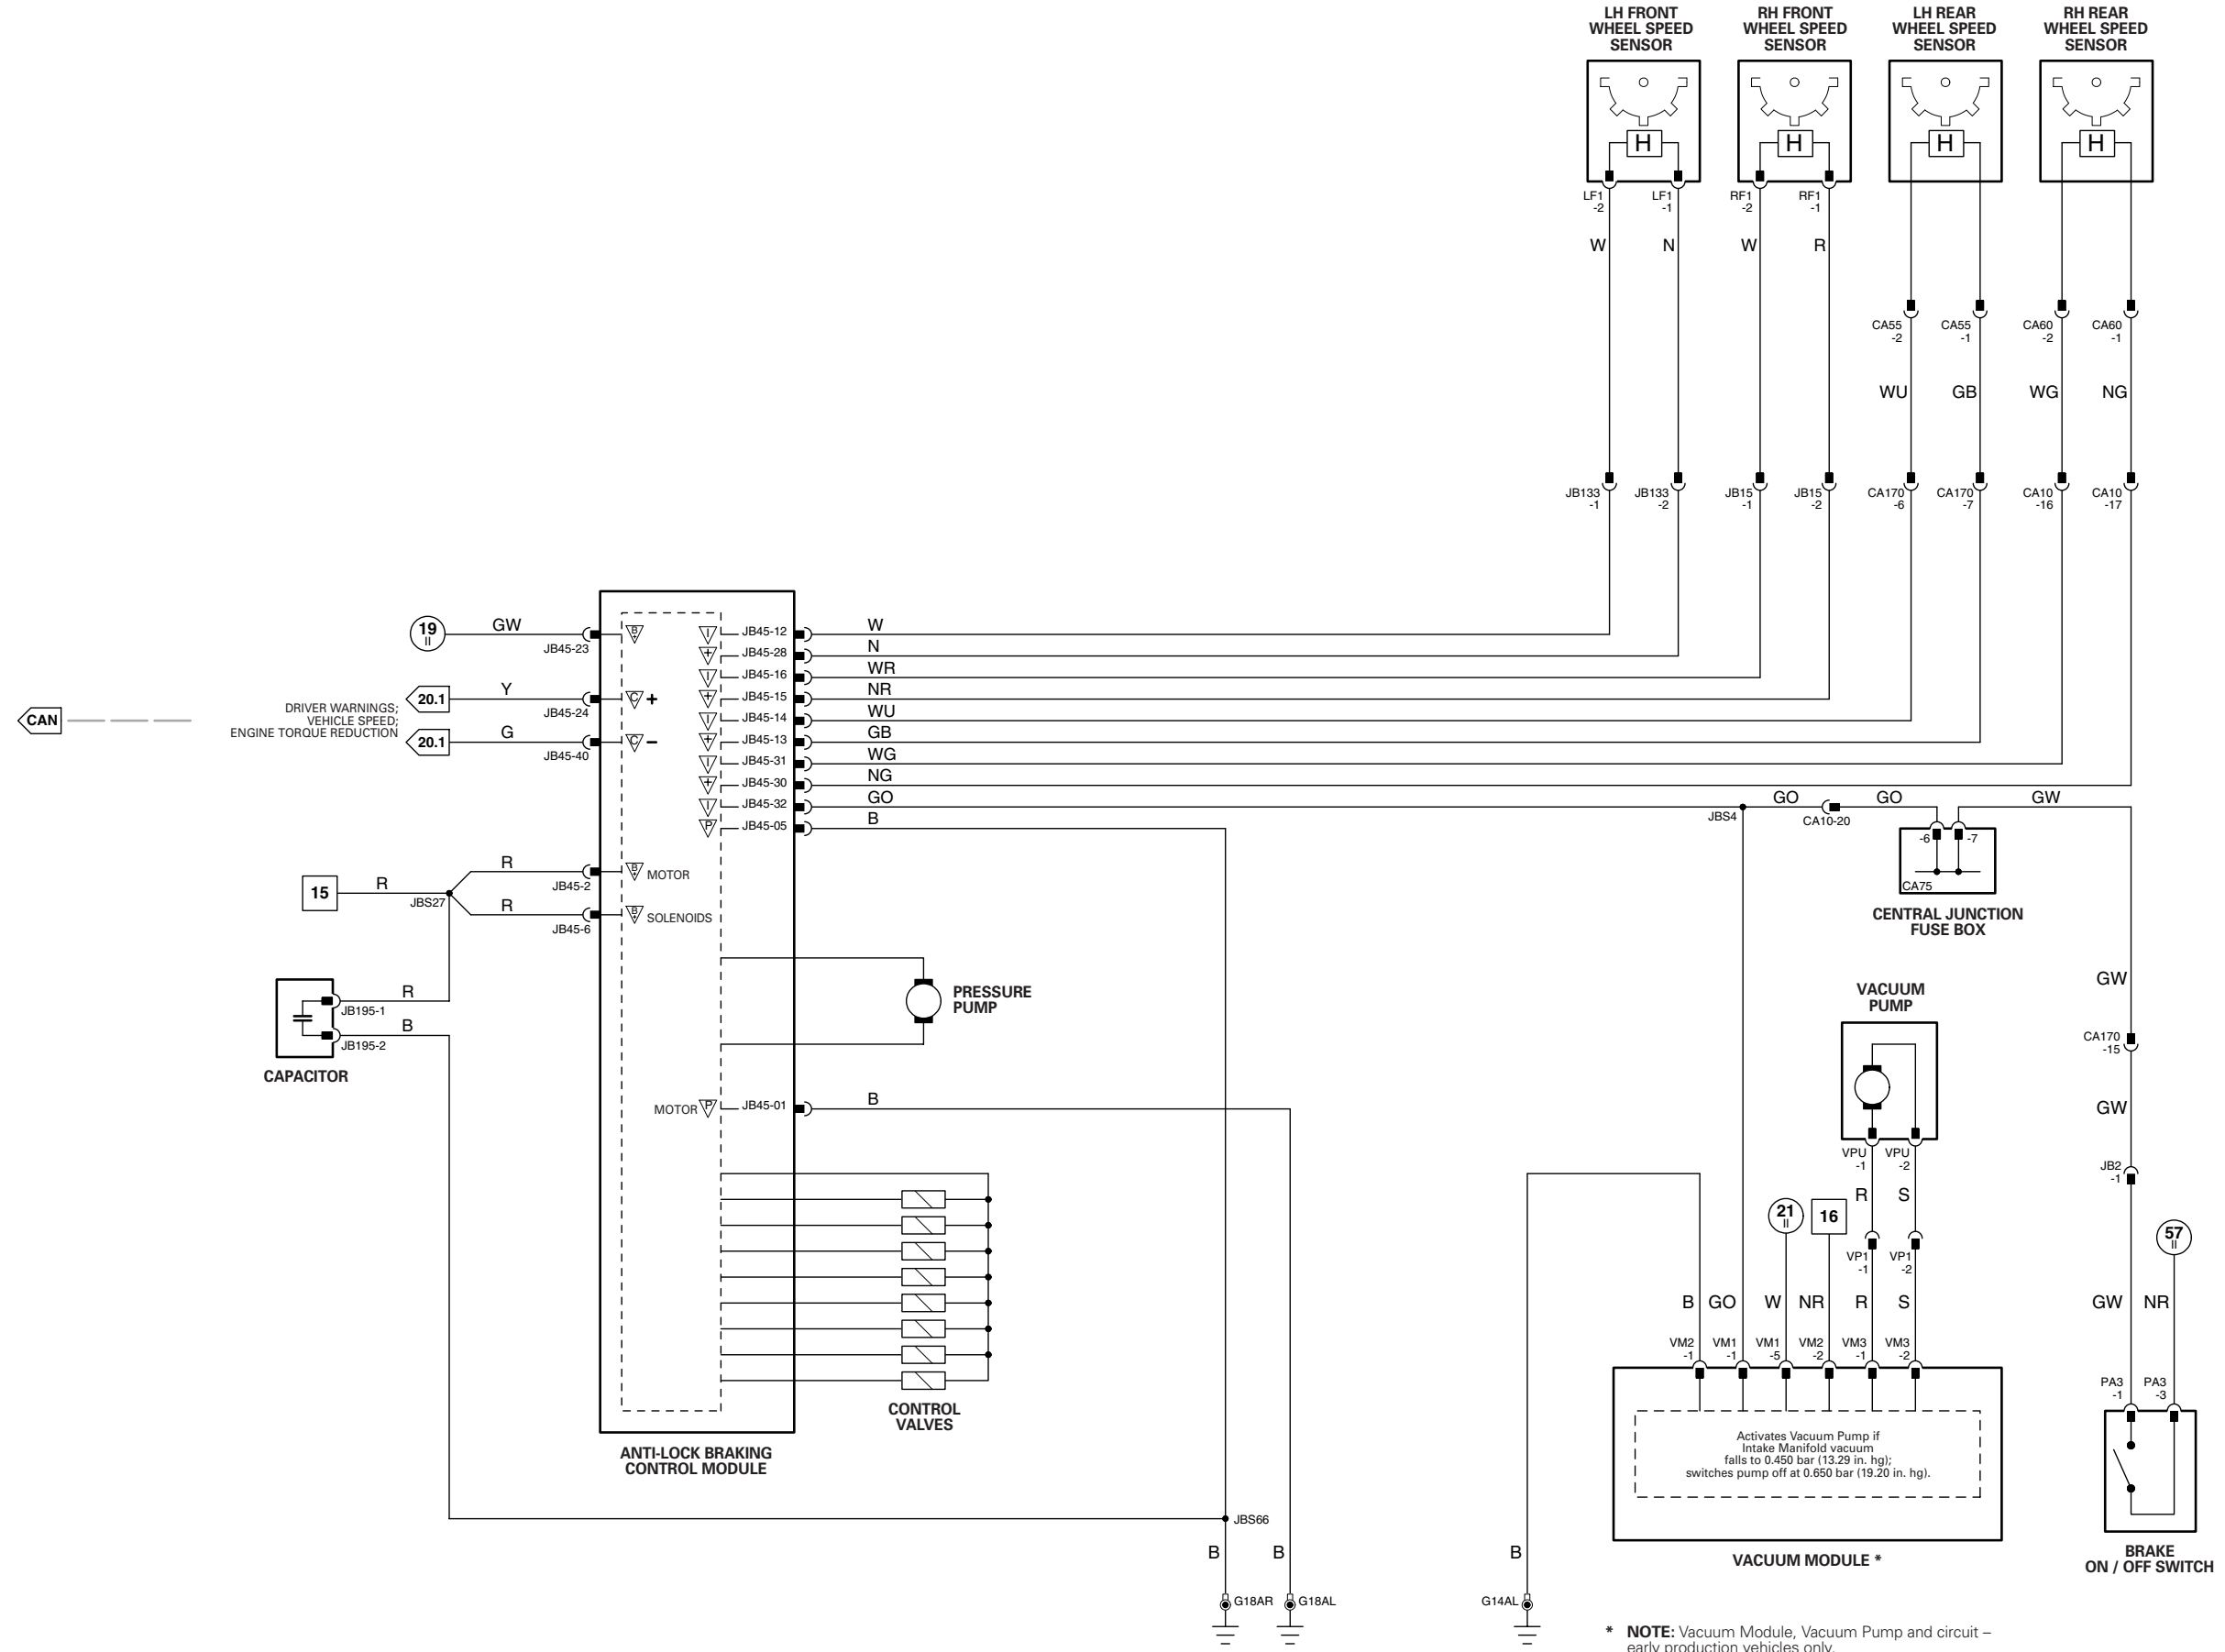 LH FRONT
WHEEL SPEED
SENSOR
RH FRONT
WHEEL SPEED
SENSOR
LH REAR
WHEEL SPEED
SENSOR
RH REAR
WHEEL SPEED
SENSOR
H
H
H
H
LF1
-2
LF1
-1
RF1
-2
RF1
-1
W
N
W
R
CA55
-2
CA55
-1
CA60
-2
CA60
-1
WU
GB
WG
NG
JB133
-1
JB133
-2
JB15
-1
JB15
-2
CA170
-6
CA170
-7
CA10
-16
CA10
-17
19
II
GW
JB45-23
B+
I
JB45-12
W
+
JB45-28
N
I
JB45-16
WR
20.1
Y
JB45-24
C
+
+
JB45-15
NR
CAN
DRIVER WARNINGS;
VEHICLE SPEED;
ENGINE TORQUE REDUCTION
I
JB45-14
WU
20.1
G
JB45-40
C
–
+
JB45-13
GB
I
JB45-31
WG
+
JB45-30
NG
I
JB45-32
GO
JBS4
GO
CA10-20
GO
GW
P
JB45-05
B
-6
-7
CA75
CENTRAL JUNCTION
FUSE BOX
15
R
JBS27
R
JB45-2
B+
MOTOR
R
JB45-6
B+
SOLENOIDS
R
JB195-1
B
JB195-2
CAPACITOR
PRESSURE
PUMP
VACUUM
PUMP
GW
CA170
-15
GW
JB2
-1
MOTOR
P
JB45-01
B
VPU
-1
VPU
-2
R
S
21
II
16
VP1
-1
VP1
-2
57
II
B
GO
W
NR
R
S
GW
NR
VM2
-1
VM1
-1
VM1
-5
VM2
-2
VM3
-1
VM3
-2
PA3
-1
PA3
-3
CONTROL
VALVES
Activates Vacuum Pump if
Intake Manifold vacuum
falls to 0.450 bar (13.29 in. hg);
switches pump off at 0.650 bar (19.20 in. hg).
ANTI-LOCK BRAKING
CONTROL MODULE
JBS66
VACUUM MODULE *
BRAKE
ON / OFF SWITCH
B
B
B
G18AR
G18AL
G14AL
* NOTE: Vacuum Module, Vacuum Pump and circuit –
early production vehicles only.